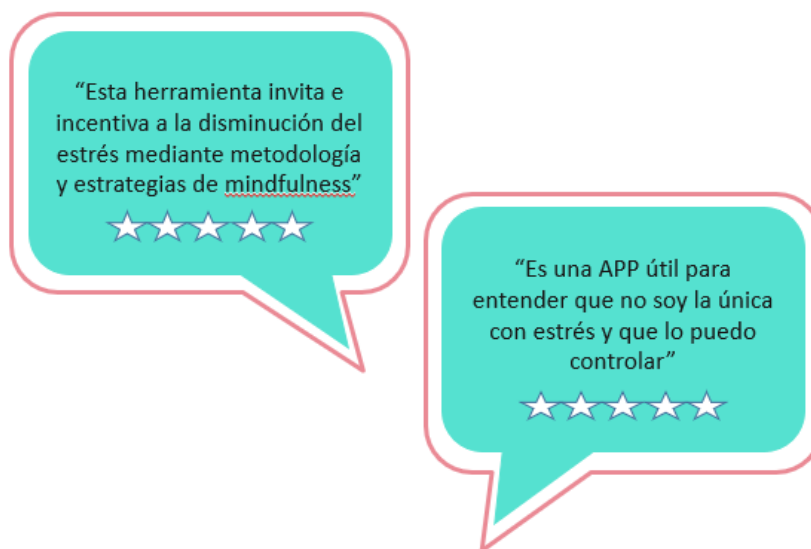 “Esta herramienta invita e
incentiva a la disminución del
estrés mediante metodología
y estrategias de mindfulness”
“Es una APP útil para
entender que no soy la única
con estrés y que lo puedo
controlar”